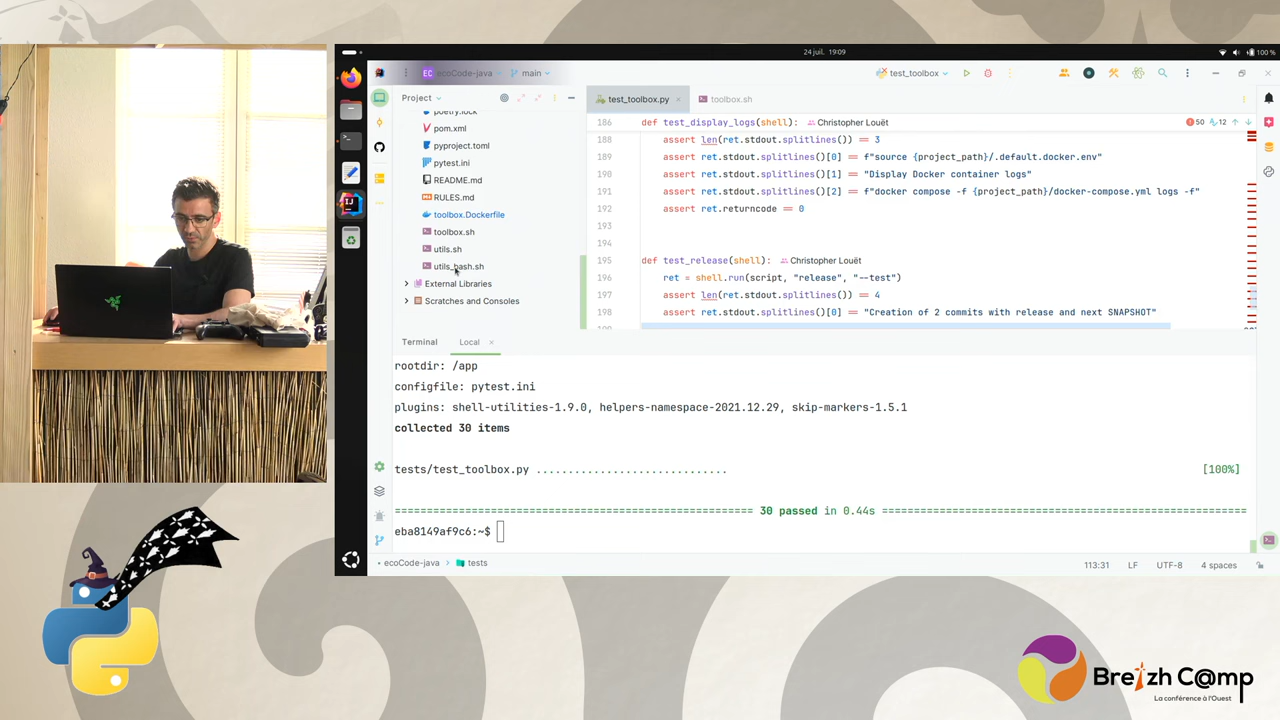 24 juil. 19:09
100 %
EC ecoCode-java
main
test_toolbox
Project
test_toolbox.py
toolbox.sh
poetry.lock
pom.xml
pyproject.toml
pytest.ini
README.md
RULES.md
toolbox.Dockerfile
toolbox.sh
utils.sh
utils_bash.sh
External Libraries
Scratches and Consoles
186 def test_display_logs(shell): Christopher Louët
50 12
188 assert len(ret.stdout.splitlines()) == 3
189 assert ret.stdout.splitlines()[0] == f"source {project_path}/.default.docker.env"
190 assert ret.stdout.splitlines()[1] == "Display Docker container logs"
191 assert ret.stdout.splitlines()[2] == f"docker compose -f {project_path}/docker-compose.yml logs -f"
192 assert ret.returncode == 0
193
194
195 def test_release(shell): Christopher Louët
196 ret = shell.run(script, "release", "--test")
197 assert len(ret.stdout.splitlines()) == 4
198 assert ret.stdout.splitlines()[0] == "Creation of 2 commits with release and next SNAPSHOT"
Terminal
Local
rootdir: /app
configfile: pytest.ini
plugins: shell-utilities-1.9.0, helpers-namespace-2021.12.29, skip-markers-1.5.1
collected 30 items
tests/test_toolbox.py .............................. [100%]
30 passed in 0.44s
eba8149af9c6:~$
ecoCode-java
tests
113:31
LF
UTF-8
4 spaces
Breizh C@mp
La conférence à l'Ouest